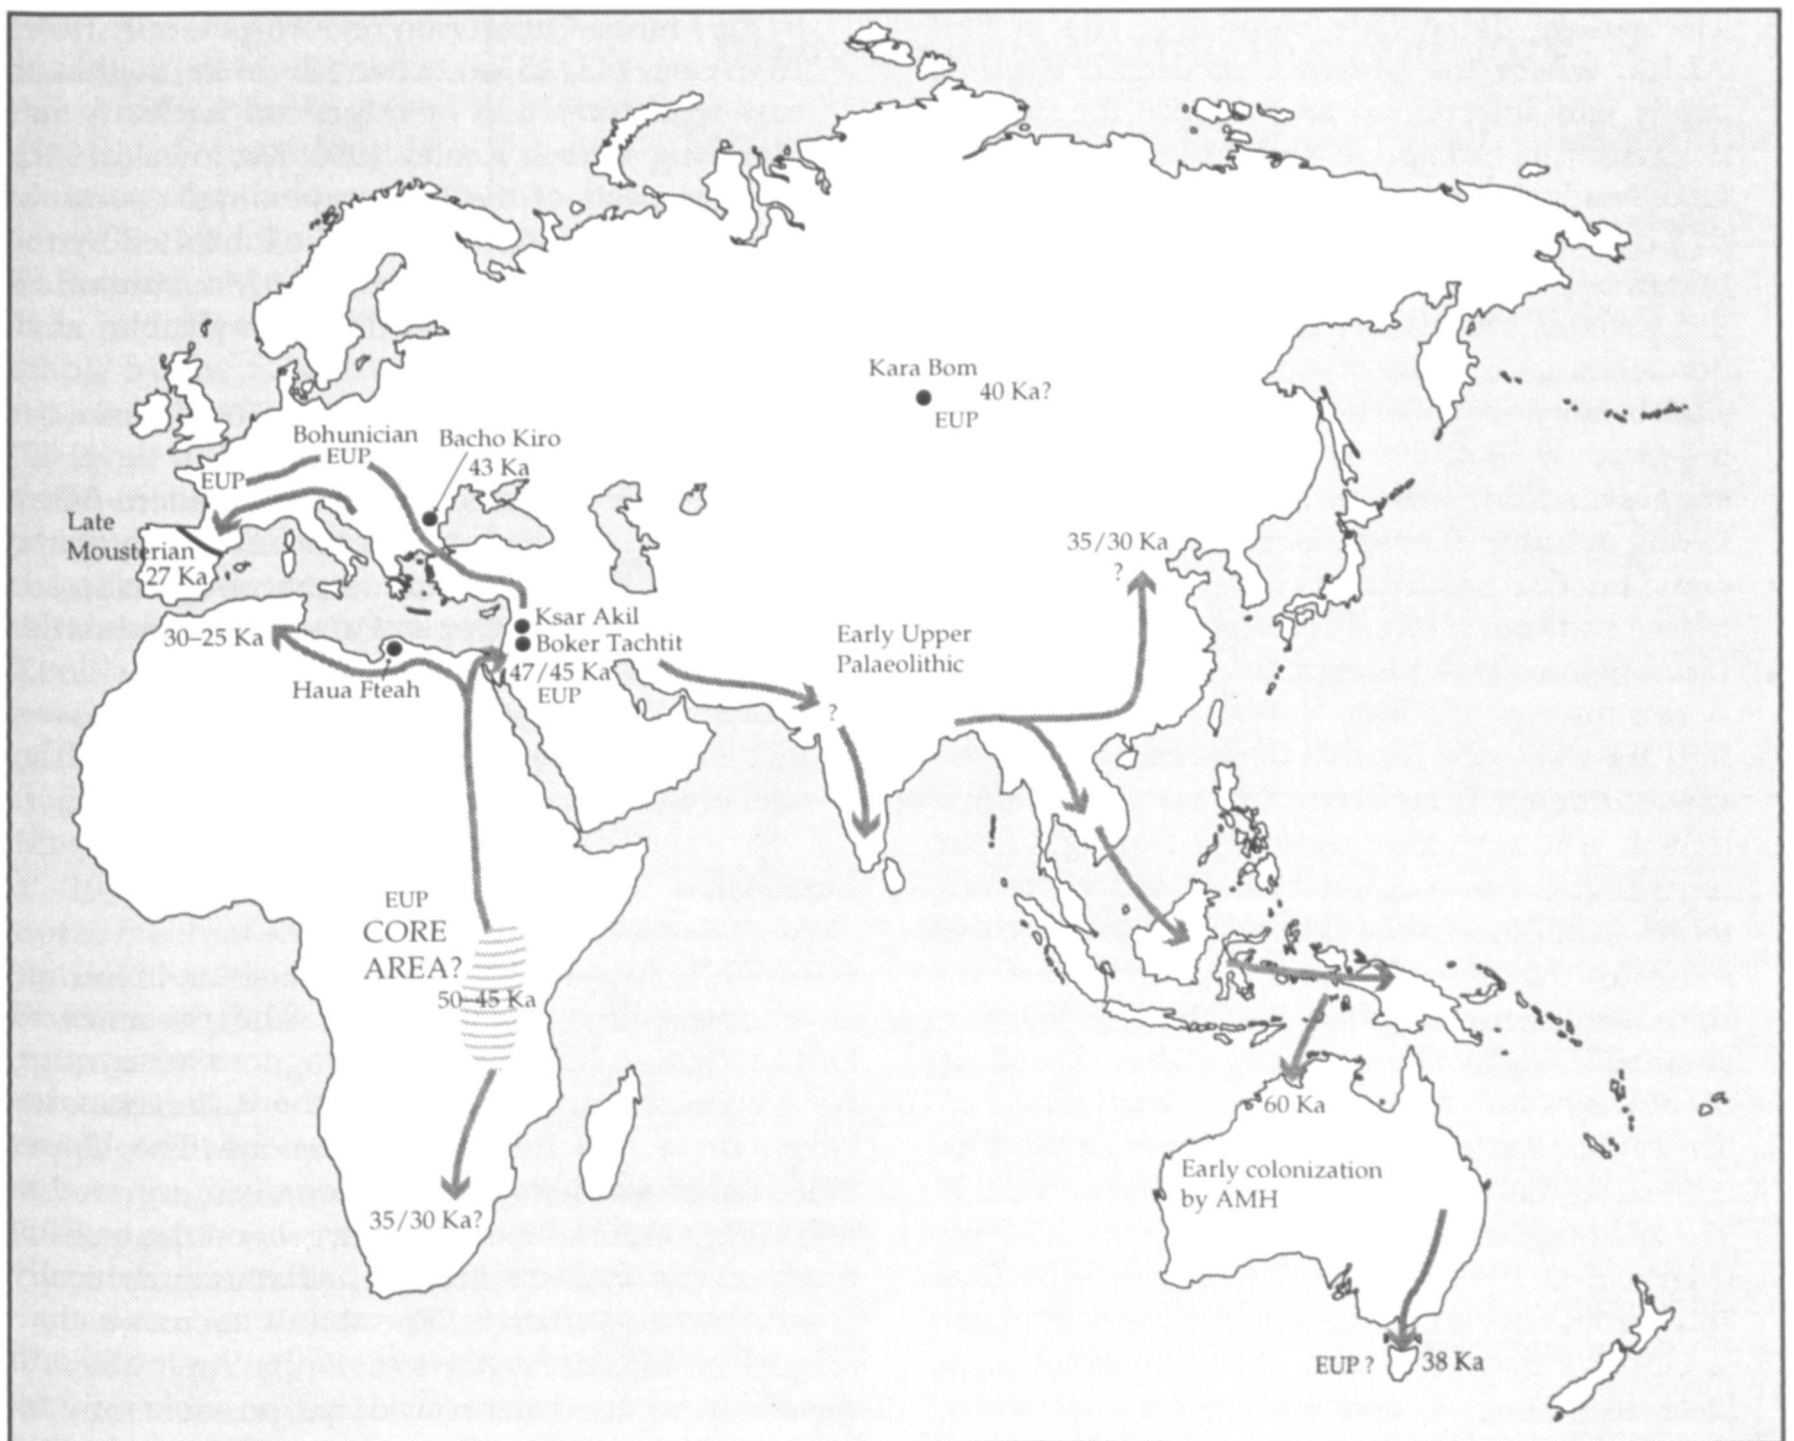 Kara Bom
40 Ka?
EUP
Bohunician
EUP
Bacho Kiro
43 Ka
EUP
Late
Mousterian
27 Ka
35/30 Ka
?
Ksar Akil
Boker Tachtit
47/45 Ka
EUP
30–25 Ka
Haua Fteah
Early Upper
Palaeolithic
?
EUP
CORE
AREA?
50–45 Ka
35/30 Ka?
60 Ka
Early colonization
by AMH
EUP ?
38 Ka